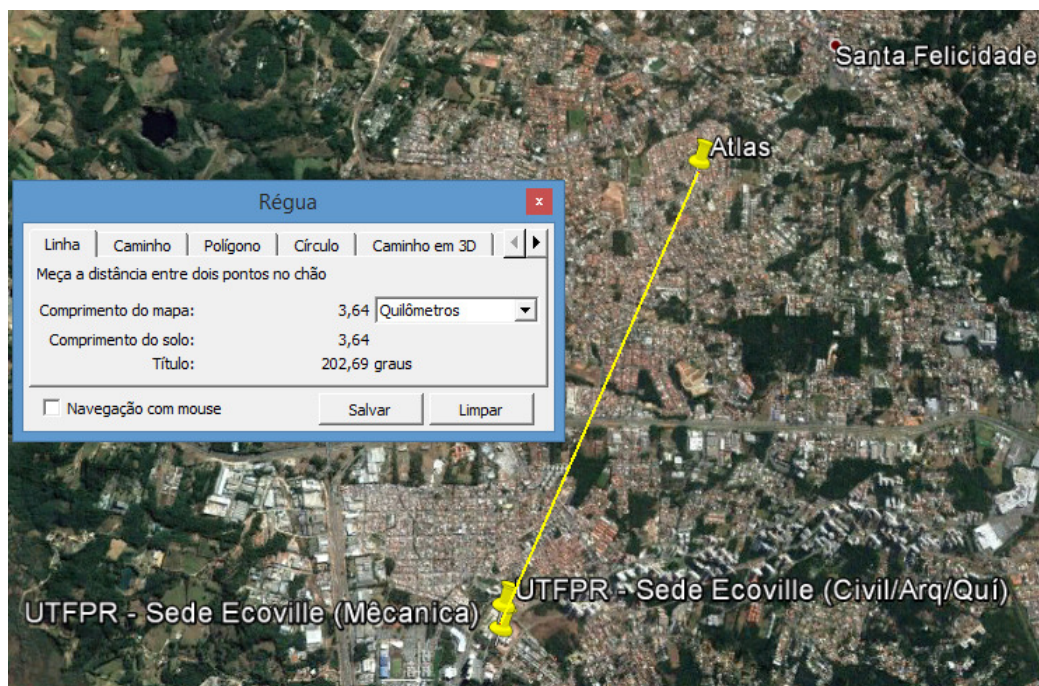 Santa Felicidade
Atlas
Régua
x
Linha Caminho Polígono Círculo Caminho em 3D
Meça a distância entre dois pontos no chão
Comprimento do mapa: 3,64 Quilômetros
Comprimento do solo: 3,64
Título: 202,69 graus
Navegação com mouse Salvar Limpar
UTFPR - Sede Ecoville (Civil/Arq/Quí)
UTFPR - Sede Ecoville (Mêcanica)